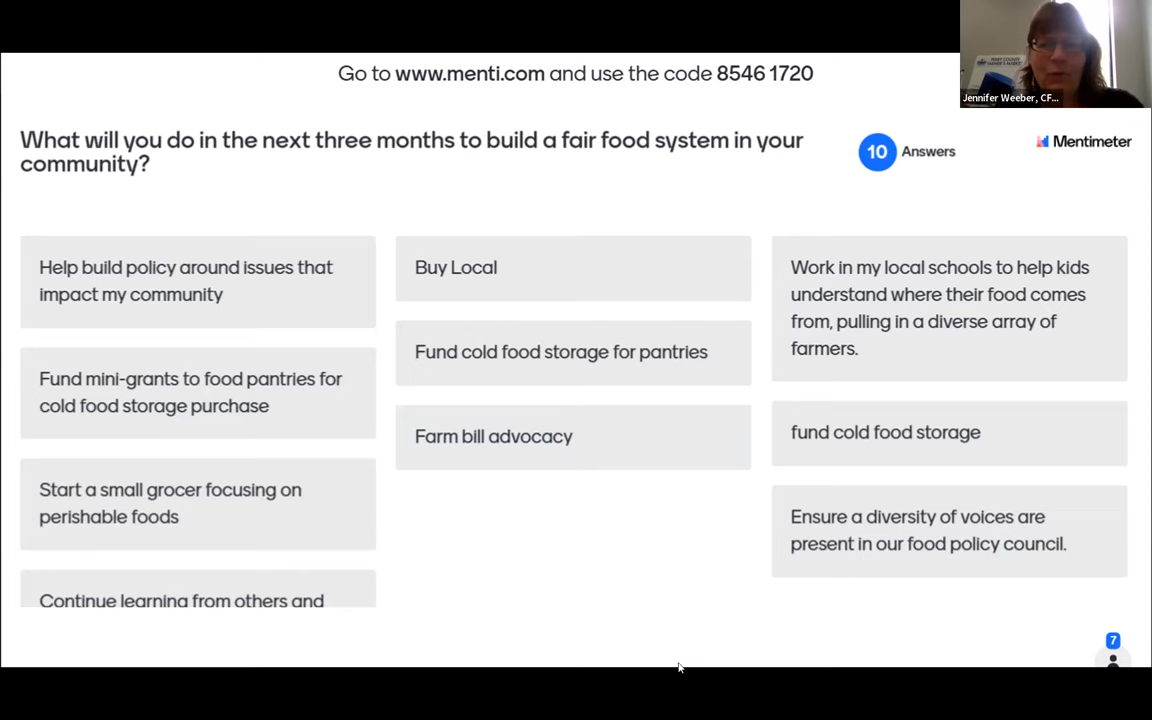 Go to www.menti.com and use the code 8546 1720
Jennifer Weeber, CF...
What will you do in the next three months to build a fair food system in your
community?
10
Answers
Mentimeter
Help build policy around issues that
impact my community
Fund mini-grants to food pantries for
cold food storage purchase
Start a small grocer focusing on
perishable foods
Continue learning from others and
Buy Local
Fund cold food storage for pantries
Farm bill advocacy
Work in my local schools to help kids
understand where their food comes
from, pulling in a diverse array of
farmers.
fund cold food storage
Ensure a diversity of voices are
present in our food policy council.
7